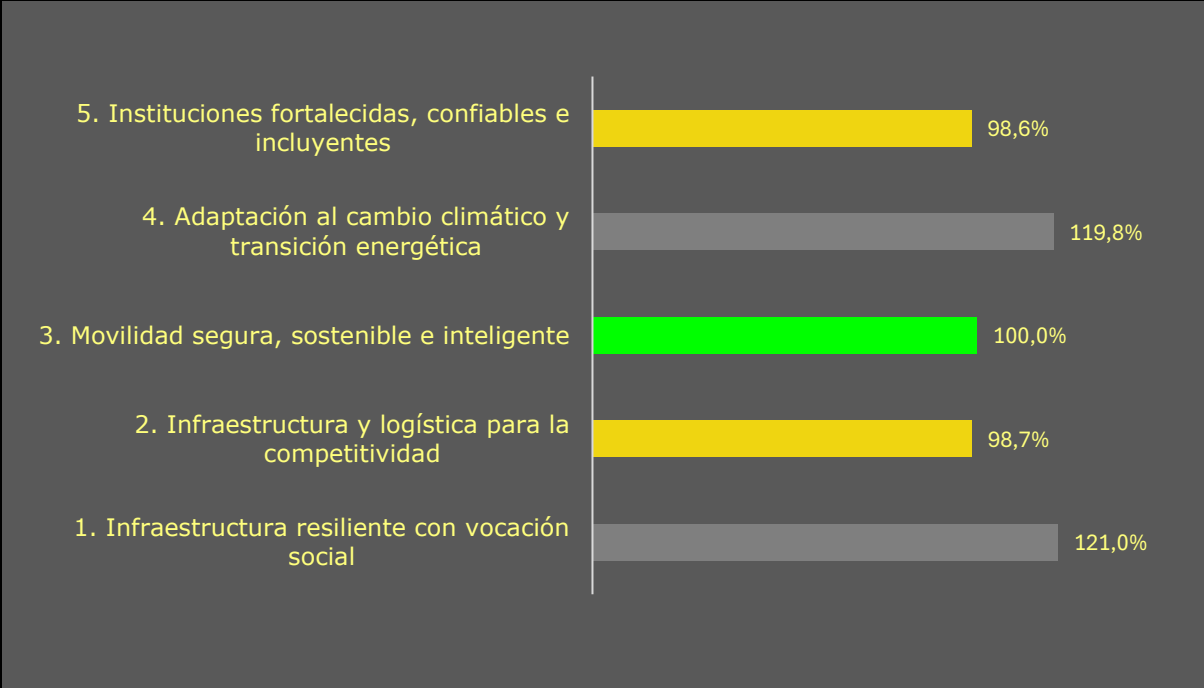 5. Instituciones fortalecidas, confiables e
incluyentes
98,6%
4. Adaptación al cambio climático y
transición energética
119,8%
3. Movilidad segura, sostenible e inteligente
100,0%
2. Infraestructura y logística para la
competitividad
98,7%
1. Infraestructura resiliente con vocación
social
121,0%